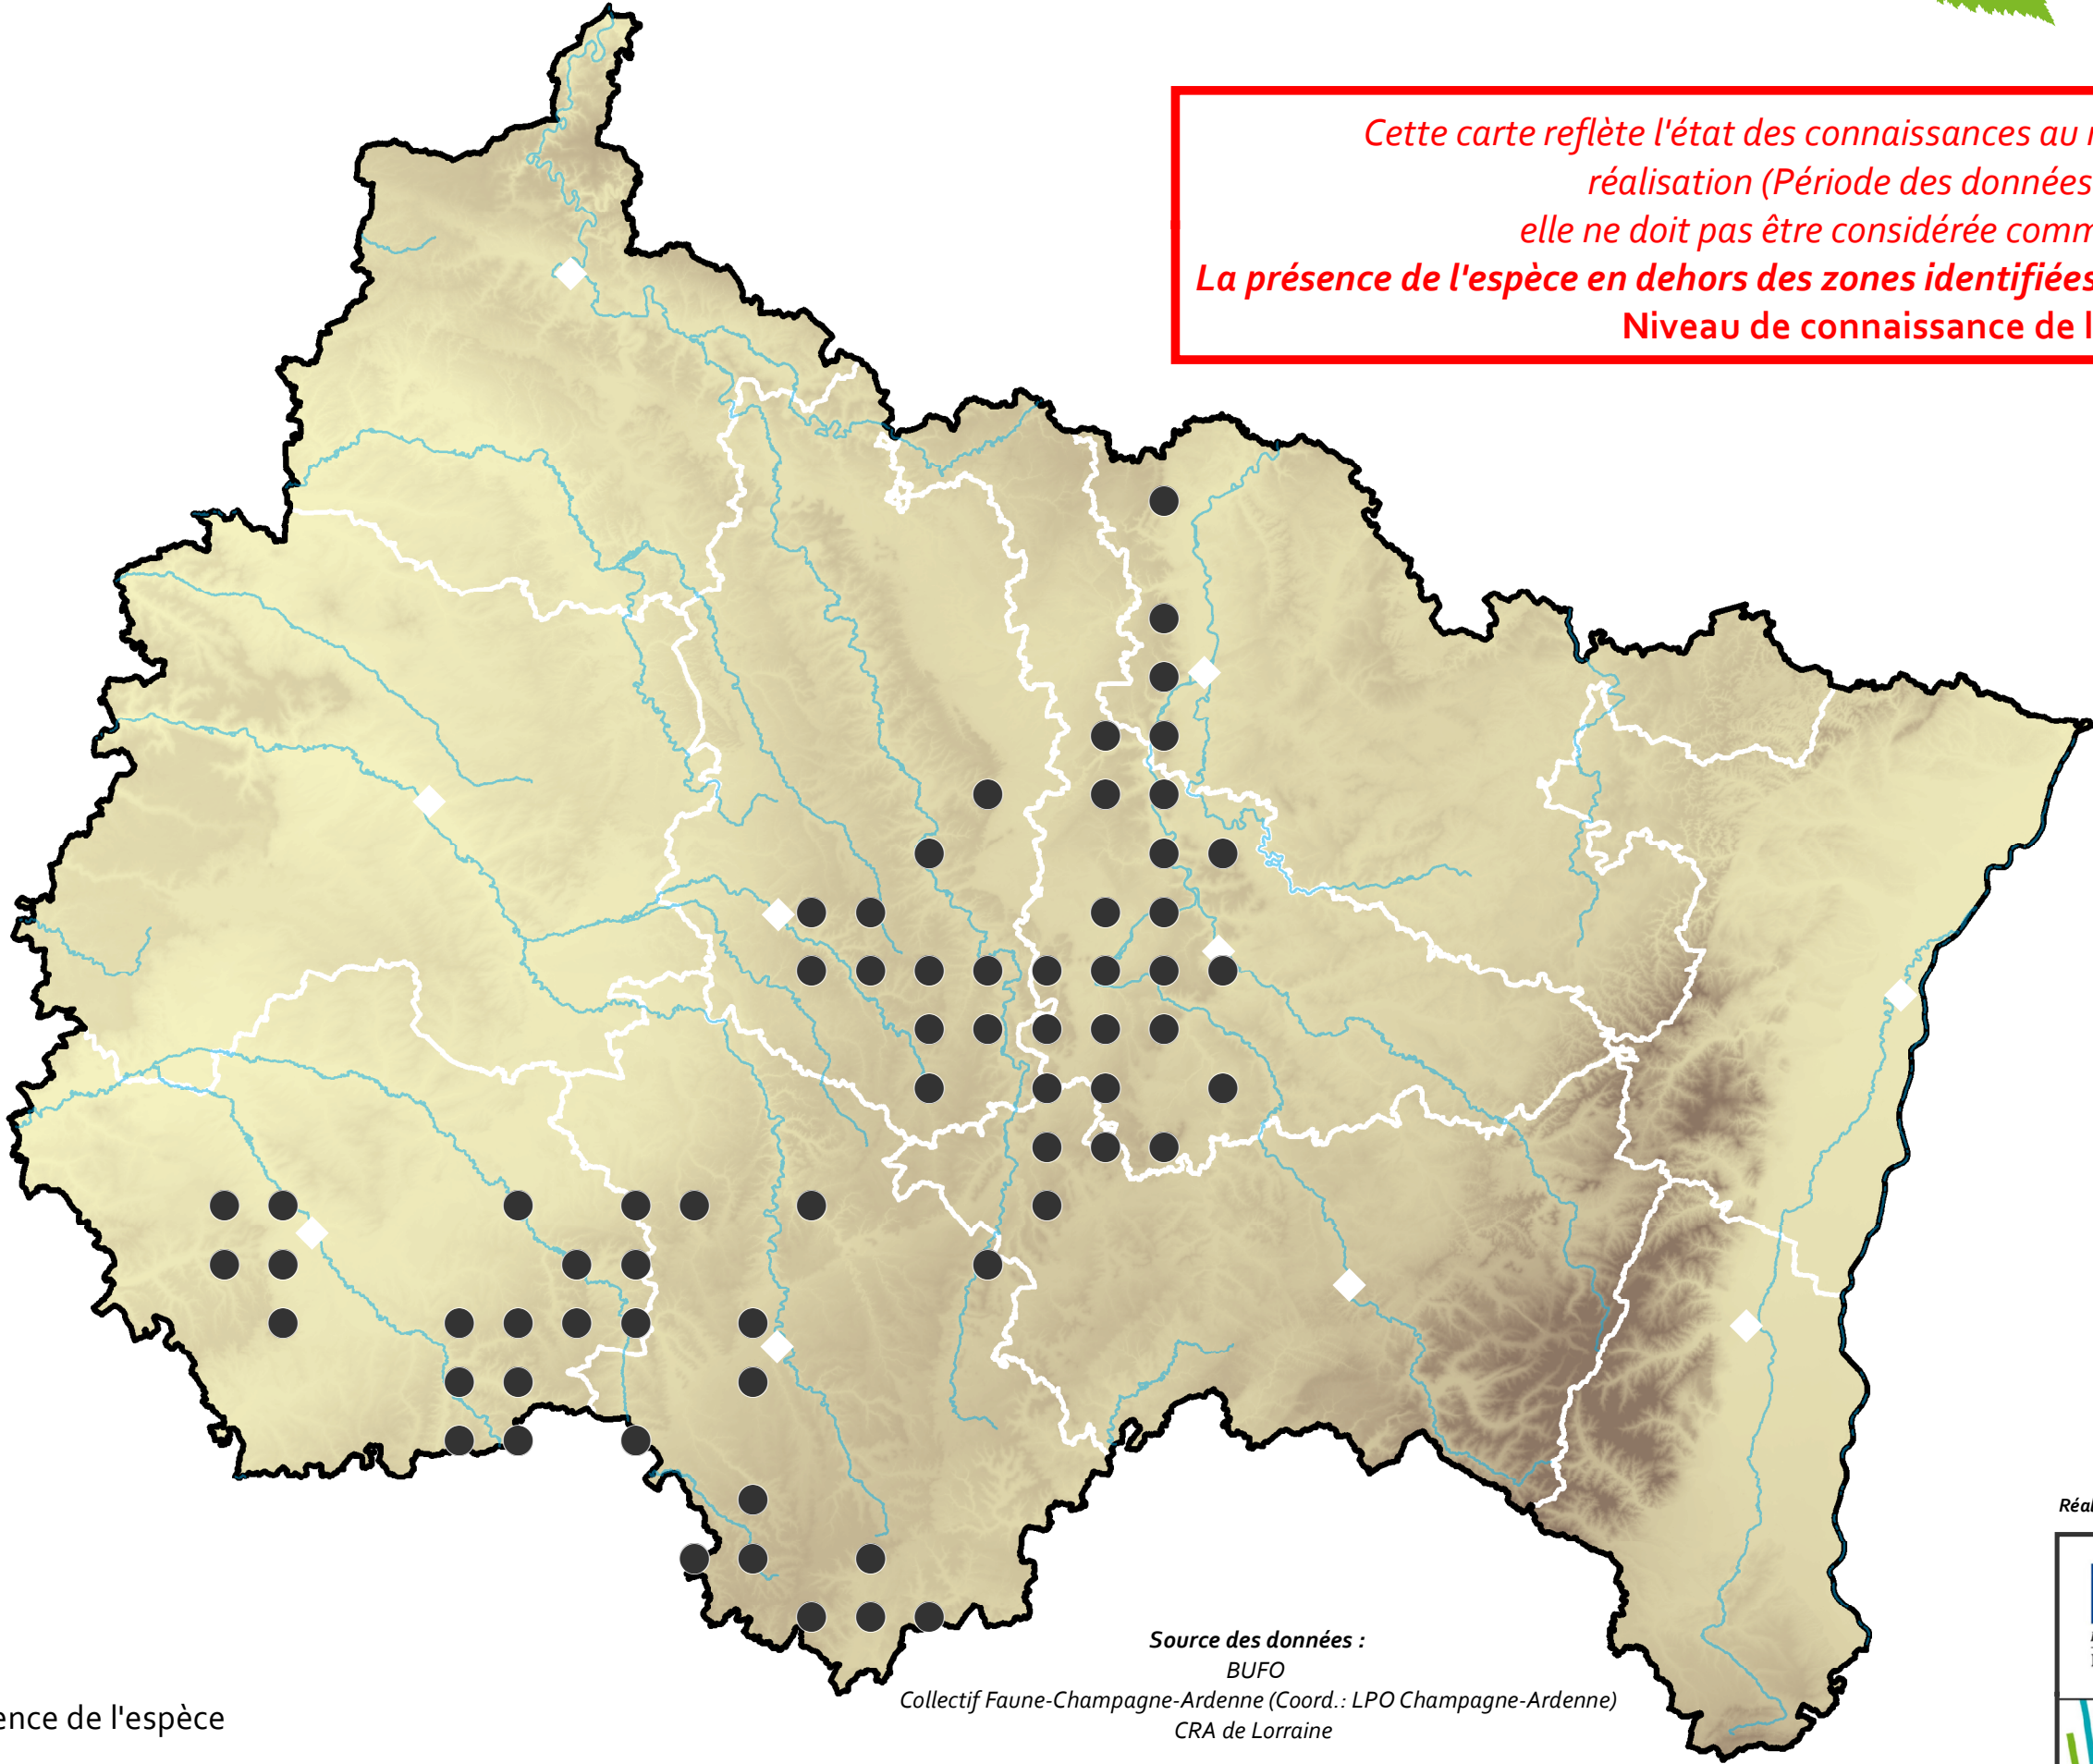 Cette carte reflète l'état des connaissances au
réalisation (Période des données
elle ne doit pas être considérée comm
La présence de l'espèce en dehors des zones identifiées
Niveau de connaissance de l
Réal
Source des données :
BUFO
Collectif Faune-Champagne-Ardenne (Coord.: LPO Champagne-Ardenne)
CRA de Lorraine
ence de l'espèce